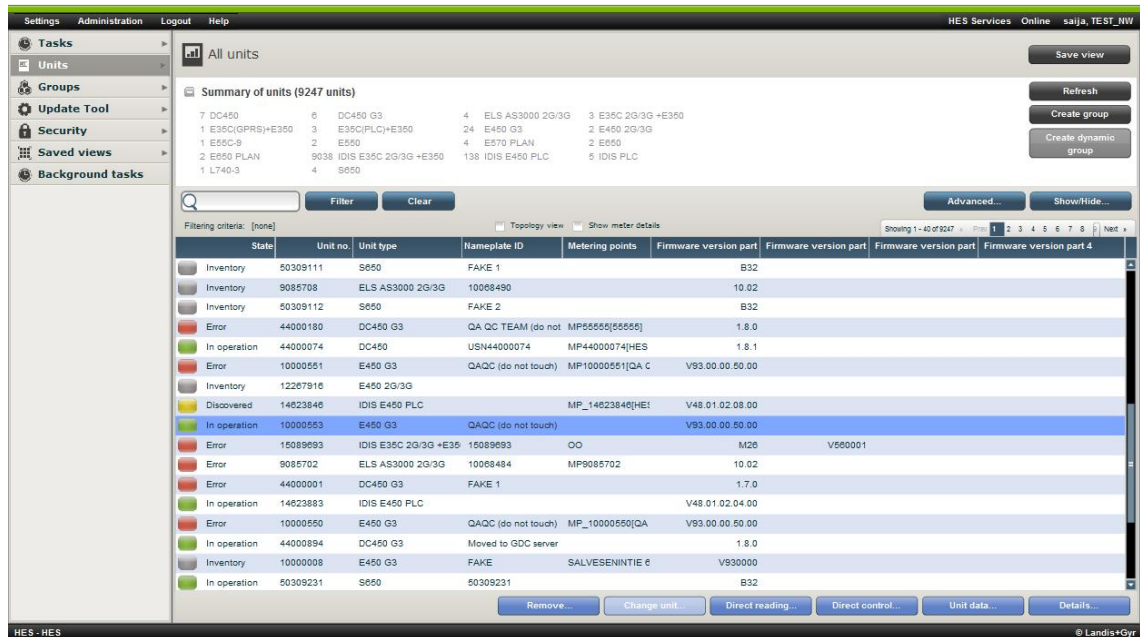 Settings Administration Logout Help HES Services Online saija, TEST_NW
Tasks
Units
Groups
Update Tool
Security
Saved views
Background tasks
All units
Save view
Summary of units (9247 units)
Refresh
Create group
Create dynamic group
7 DC450 6 DC450 G3 4 ELS AS3000 2G/3G 3 E35C 2G/3G +E350
1 E35C(GPRS)+E350 3 E35C(PLC)+E350 24 E450 G3 2 E450 2G/3G
1 E55C-9 2 E550 4 E570 PLAN 2 E650
2 E650 PLAN 9038 IDIS E35C 2G/3G +E350 138 IDIS E450 PLC 5 IDIS PLC
1 L740-3 4 S650
Filter Clear Advanced... Show/Hide...
Filtering criteria: [none] Topology view Show meter details Showing 1 - 40 of 9247 « Prev 1 2 3 4 5 6 7 8 9 Next »
State Unit no. Unit type Nameplate ID Metering points Firmware version part Firmware version part Firmware version part Firmware version part 4
Inventory 50309111 S650 FAKE 1 B32
Inventory 9085708 ELS AS3000 2G/3G 10068490 10.02
Inventory 50309112 S650 FAKE 2 B32
Error 44000180 DC450 G3 QA QC TEAM (do not MP55555[55555] 1.8.0
In operation 44000074 DC450 USN44000074 MP44000074[HES 1.8.1
Error 10000551 E450 G3 QAQC (do not touch) MP10000551[QA C V93.00.00.50.00
Inventory 12267916 E450 2G/3G
Discovered 14623846 IDIS E450 PLC MP_14623846[HES V48.01.02.08.00
In operation 10000553 E450 G3 QAQC (do not touch) V93.00.00.50.00
Error 15089693 IDIS E35C 2G/3G +E35 15089693 OO M26 V560001
Error 9085702 ELS AS3000 2G/3G 10068484 MP9085702 10.02
Error 44000001 DC450 G3 FAKE 1 1.7.0
In operation 14623883 IDIS E450 PLC V48.01.02.04.00
Error 10000550 E450 G3 QAQC (do not touch) MP_10000550[QA V93.00.00.50.00
In operation 44000894 DC450 G3 Moved to GDC server 1.8.0
Inventory 10000008 E450 G3 FAKE SALVESENINTIE 6 V930000
In operation 50309231 S650 50309231 B32
Remove... Change unit... Direct reading... Direct control... Unit data... Details...
HES - HES © Landis+Gyr